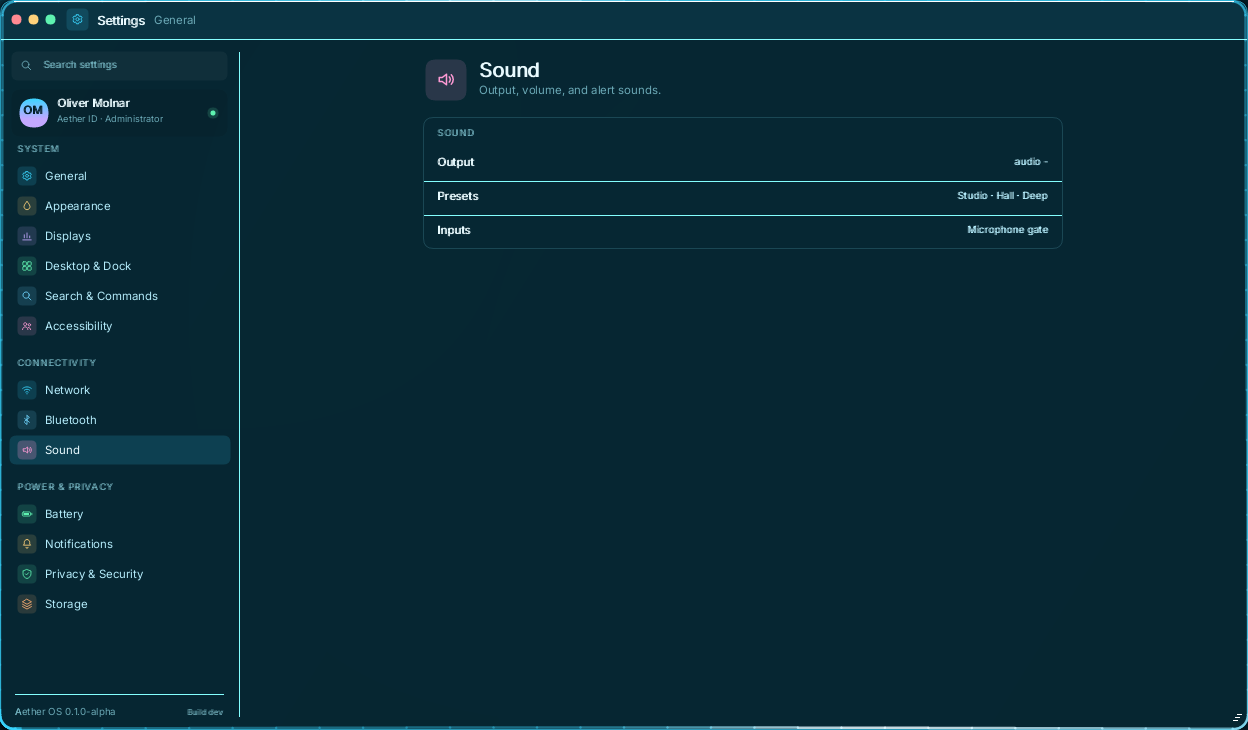 Settings General
Search settings
OM
Oliver Molnar
Aether ID · Administrator
SYSTEM
General
Appearance
Displays
Desktop & Dock
Search & Commands
Accessibility
CONNECTIVITY
Network
Bluetooth
Sound
POWER & PRIVACY
Battery
Notifications
Privacy & Security
Storage
Aether OS 0.1.0-alpha Build dev
Sound
Output, volume, and alert sounds.
SOUND
Output audio -
Presets Studio · Hall · Deep
Inputs Microphone gate